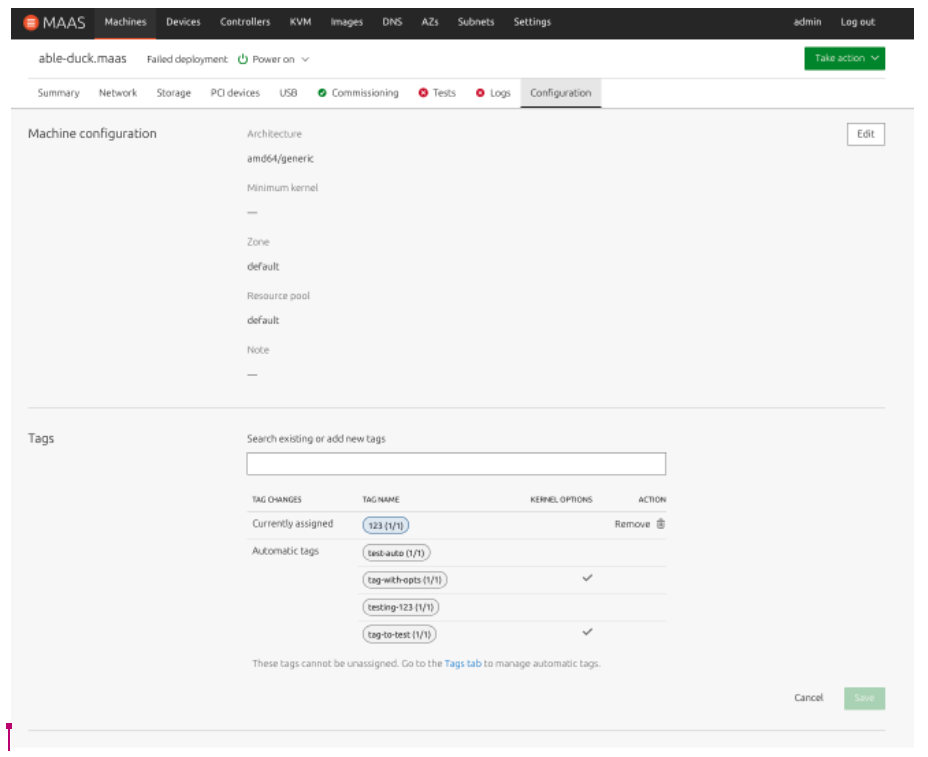 MAAS Machines Devices Controllers KVM Images DNS AZs Subnets Settings admin Log out
able-duck.maas Failed deployment Power on Take action
Summary Network Storage PCI devices USB Commissioning Tests Logs Configuration
Machine configuration Architecture Edit
amd64/generic
Minimum kernel
—
Zone
default
Resource pool
default
Note
—
Tags Search existing or add new tags
TAG CHANGES TAG NAME KERNEL OPTIONS ACTION
Currently assigned 123 (1/1) Remove
Automatic tags test-auto (1/1)
tag-with-opts (1/1)
testing-123 (1/1)
tag-to-test (1/1)
These tags cannot be unassigned. Go to the Tags tab to manage automatic tags.
Cancel Save